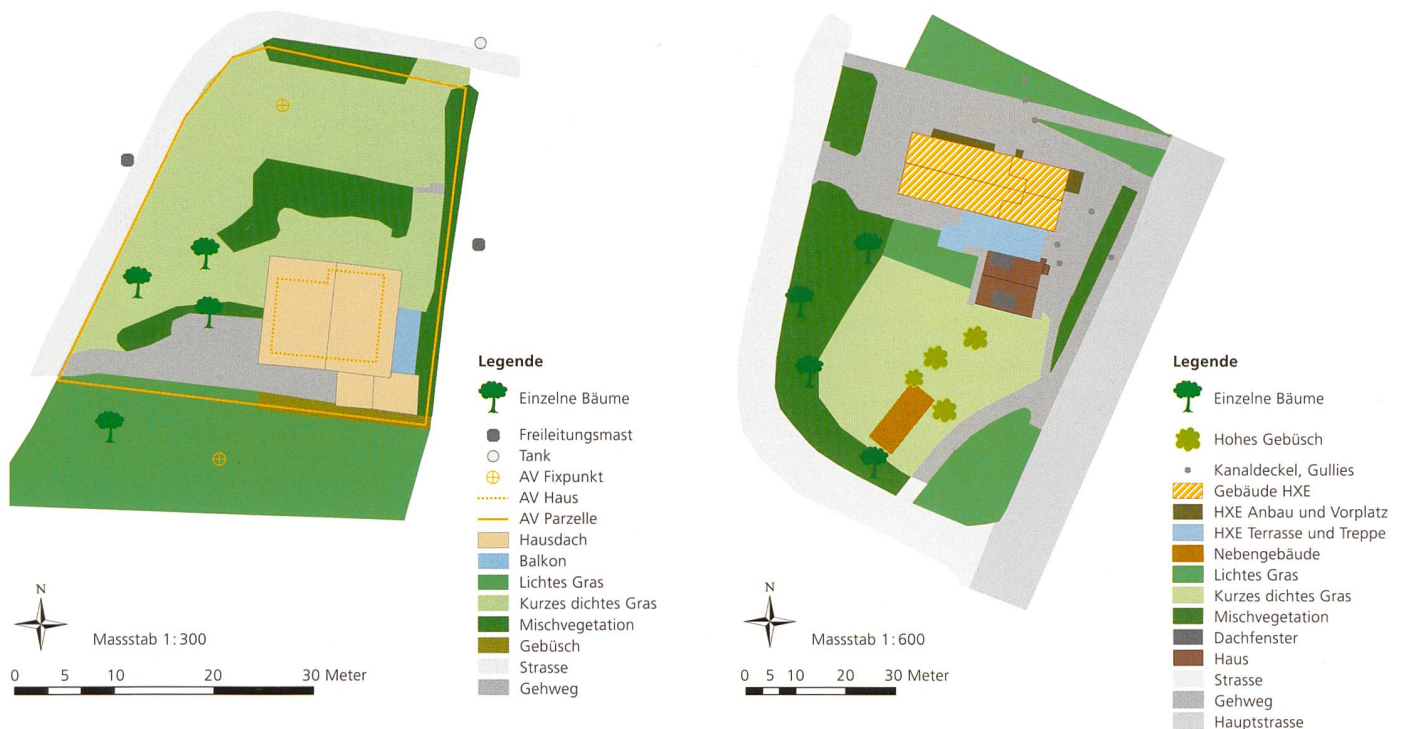 Legende
Einzelne Bäume
Freileitungsmast
Tank
AV Fixpunkt
AV Haus
AV Parzelle
Hausdach
Balkon
Lichtes Gras
Kurzes dichtes Gras
Mischvegetation
Gebüsch
Strasse
Gehweg
N
Massstab 1:300
0 5 10 20 30 Meter
Legende
Einzelne Bäume
Hohes Gebüsch
Kanaldeckel, Gullies
Gebäude HXE
HXE Anbau und Vorplatz
HXE Terrasse und Treppe
Nebengebäude
Lichtes Gras
Kurzes dichtes Gras
Mischvegetation
Dachfenster
Haus
Strasse
Gehweg
Hauptstrasse
N
Massstab 1:600
0 5 10 20 30 Meter